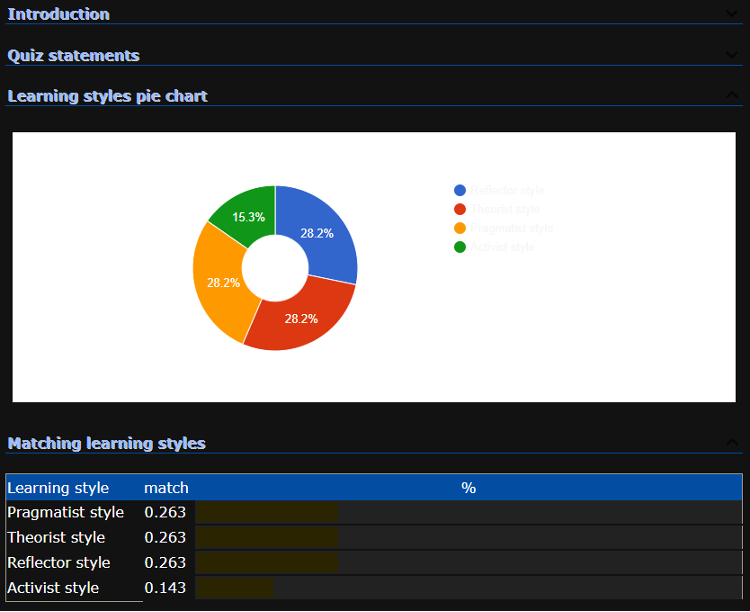 Introduction
Quiz statements
Learning styles pie chart
15.3%
28.2%
28.2%
28.2%
Reflector style
Theorist style
Pragmatist style
Activist style
Matching learning styles
Learning style match %
Pragmatist style 0.263
Theorist style 0.263
Reflector style 0.263
Activist style 0.143